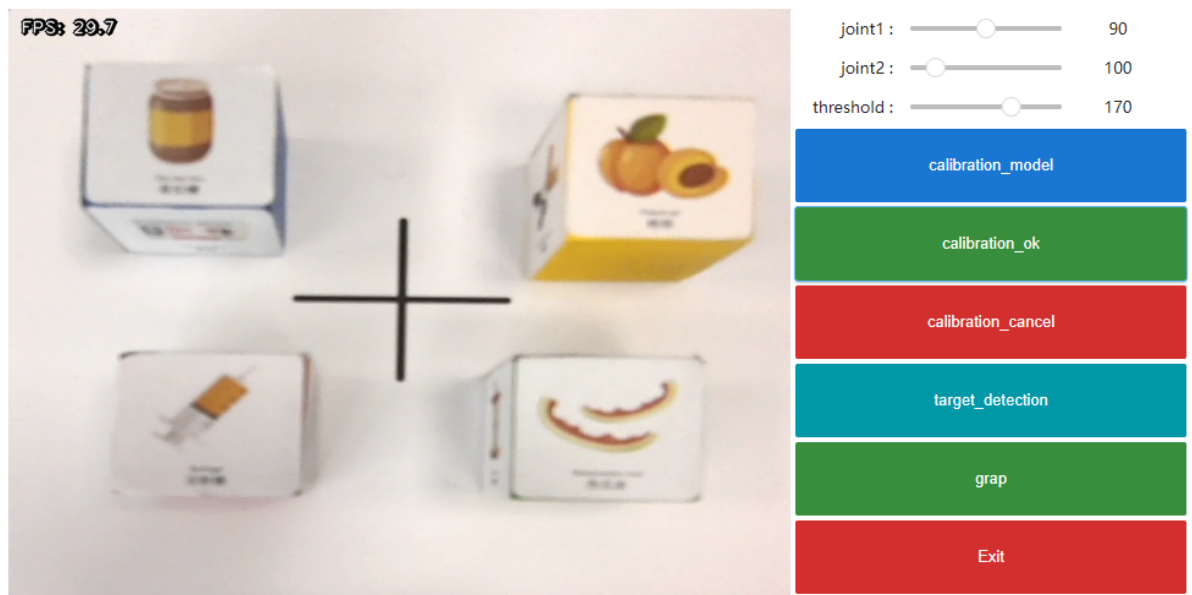 FPS: 29.7
joint1 : 90
joint2 : 100
threshold : 170
calibration_model
calibration_ok
calibration_cancel
target_detection
grap
Exit